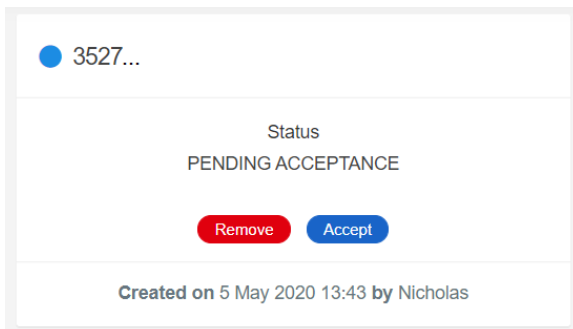 3527...
Status
PENDING ACCEPTANCE
Remove Accept
Created on 5 May 2020 13:43 by Nicholas